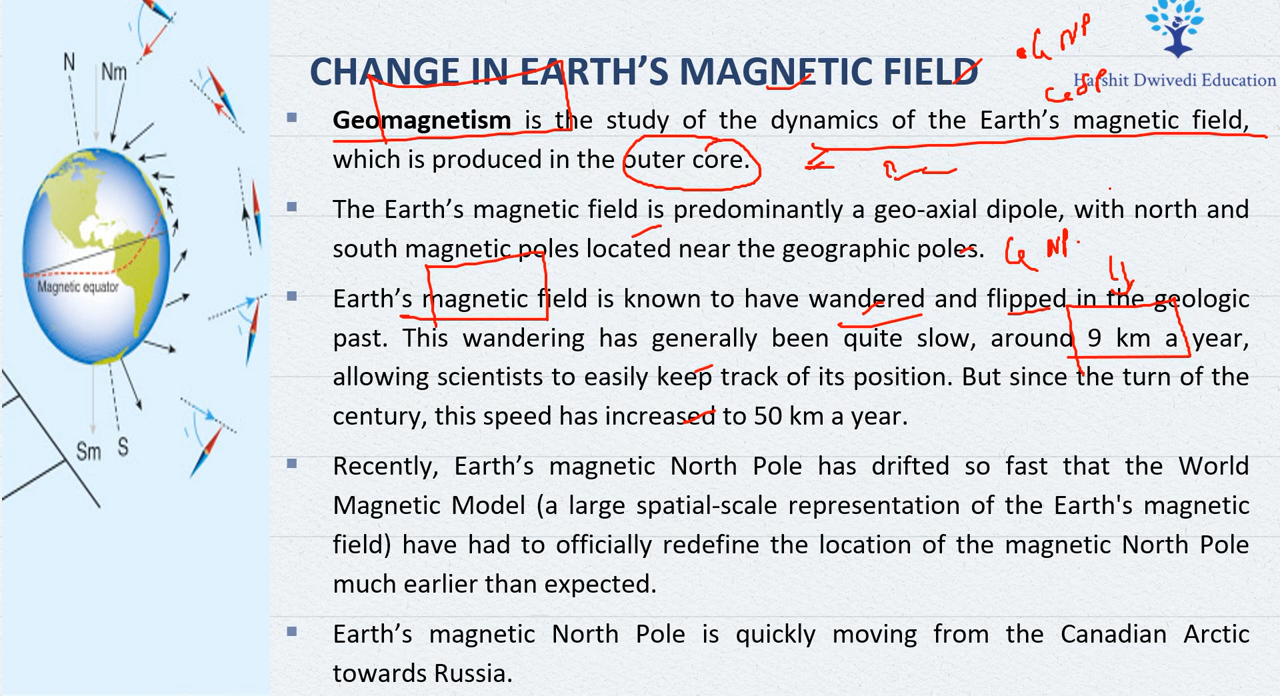 N
Nm
Magnetic equator
Sm
S
CHANGE IN EARTH'S MAGNETIC FIELD
G NP
Harshit Dwivedi Education
▪ Geomagnetism is the study of the dynamics of the Earth's magnetic field,
which is produced in the outer core.
▪ The Earth's magnetic field is predominantly a geo-axial dipole, with north and
south magnetic poles located near the geographic poles.
NP
▪ Earth's magnetic field is known to have wandered and flipped in the geologic
past. This wandering has generally been quite slow, around 9 km a year,
allowing scientists to easily keep track of its position. But since the turn of the
century, this speed has increased to 50 km a year.
▪ Recently, Earth's magnetic North Pole has drifted so fast that the World
Magnetic Model (a large spatial-scale representation of the Earth's magnetic
field) have had to officially redefine the location of the magnetic North Pole
much earlier than expected.
▪ Earth's magnetic North Pole is quickly moving from the Canadian Arctic
towards Russia.